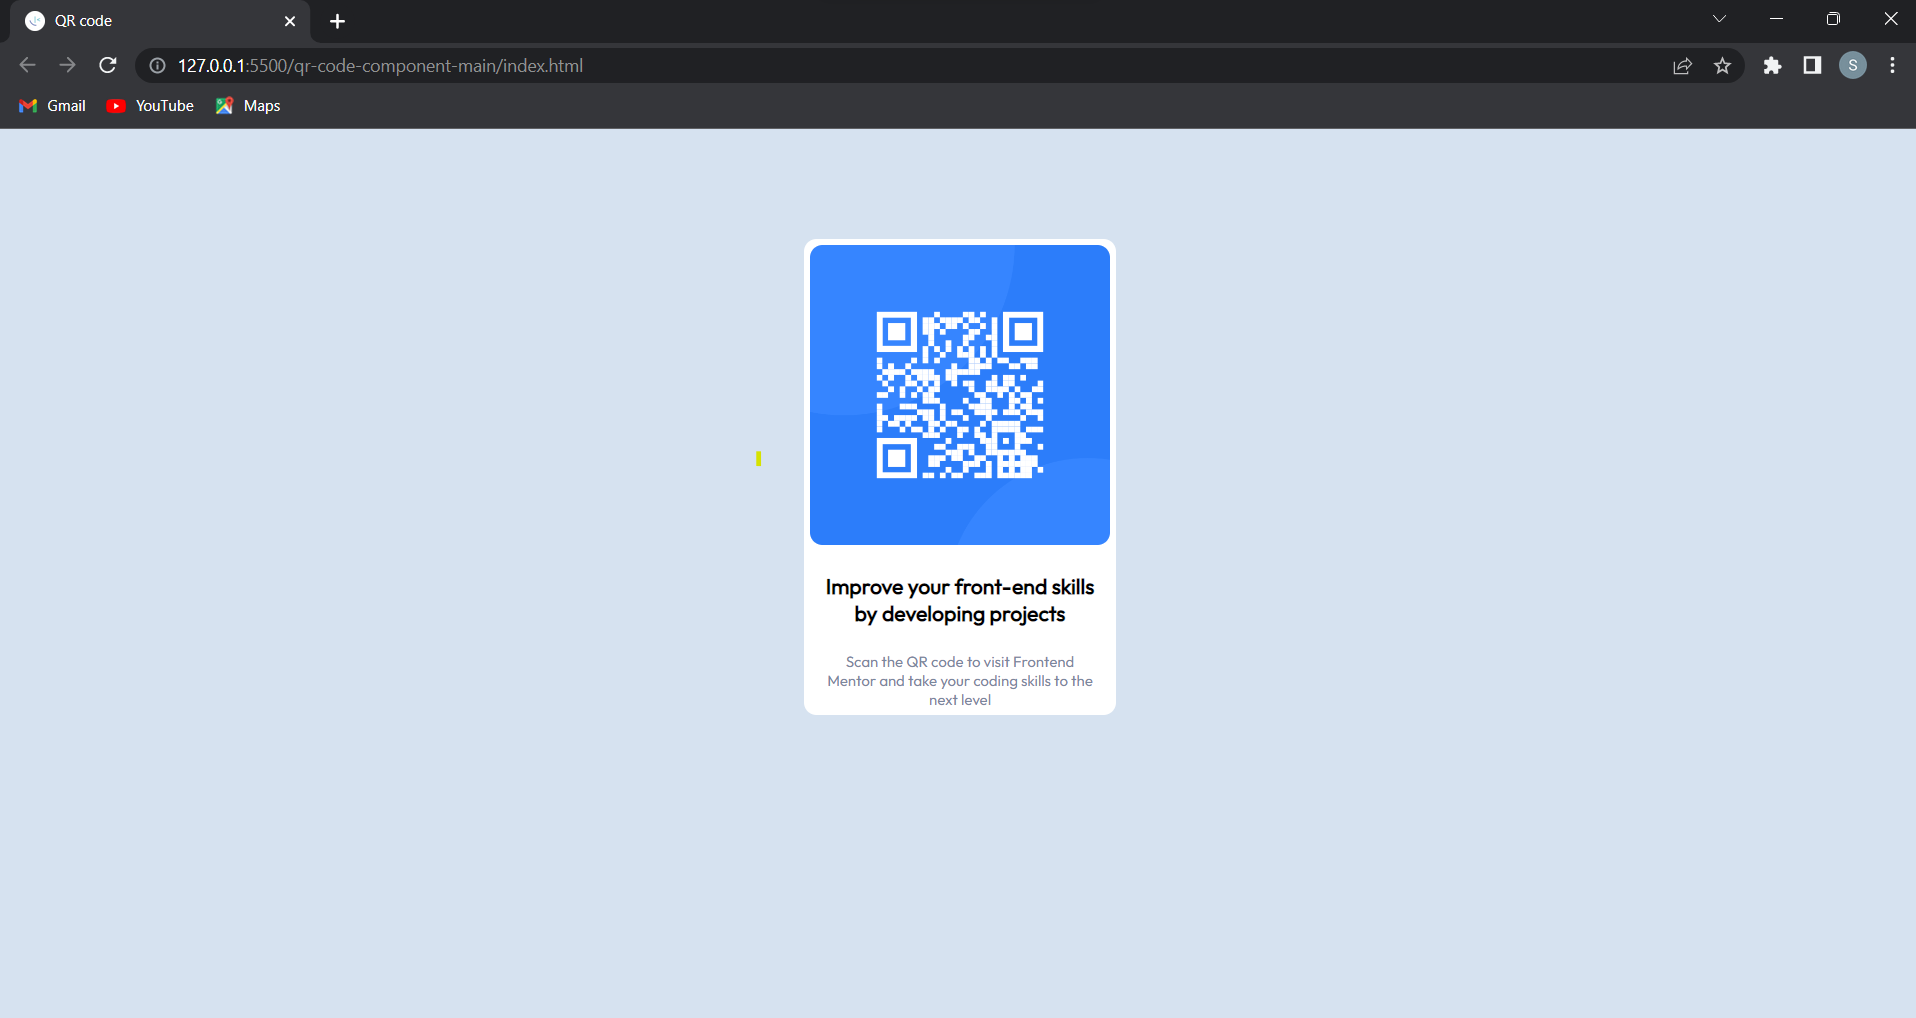 QR code
127.0.0.1:5500/qr-code-component-main/index.html
S
Gmail YouTube Maps
Improve your front-end skills
by developing projects
Scan the QR code to visit Frontend
Mentor and take your coding skills to the
next level